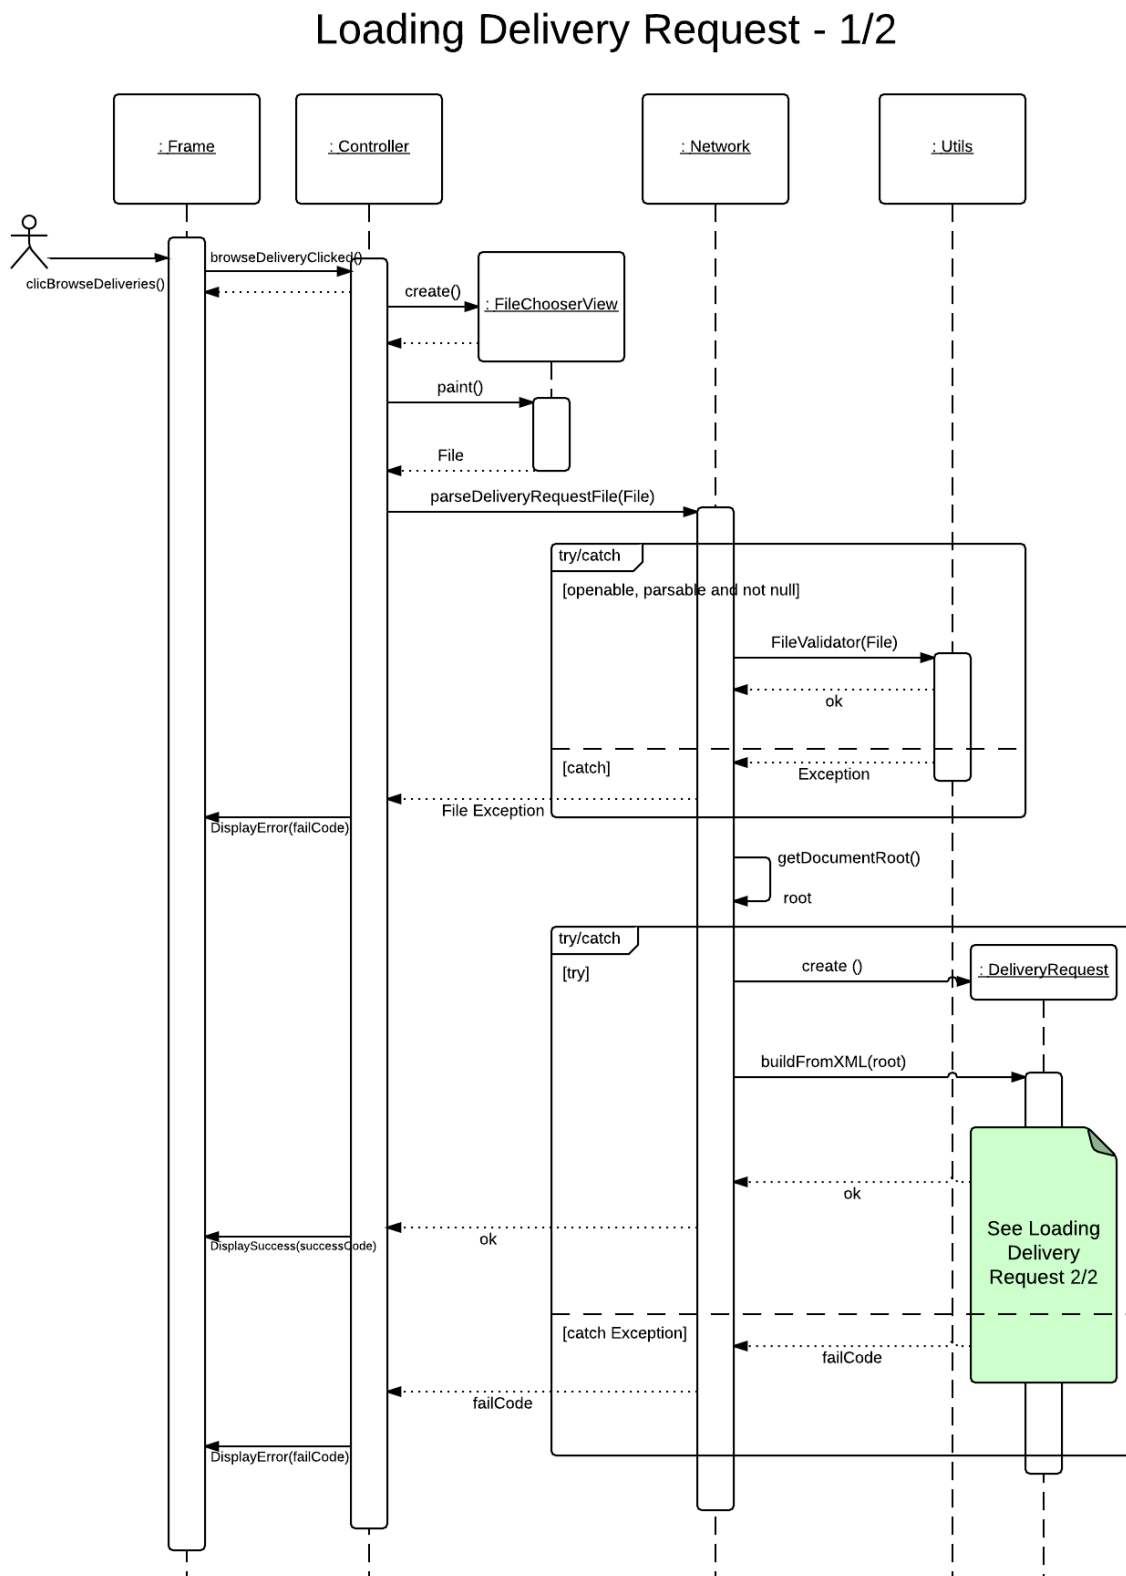 Loading Delivery Request - 1/2
: Frame
: Controller
: Network
: Utils
browseDeliveryClicked()
clicBrowseDeliveries()
create()
: FileChooserView
paint()
File
parseDeliveryRequestFile(File)
try/catch
[openable, parsable and not null]
FileValidator(File)
ok
[catch]
Exception
File Exception
DisplayError(failCode)
getDocumentRoot()
root
try/catch
create ()
: DeliveryRequest
[try]
buildFromXML(root)
ok
See Loading
Delivery
Request 2/2
ok
DisplaySuccess(successCode)
[catch Exception]
failCode
failCode
DisplayError(failCode)